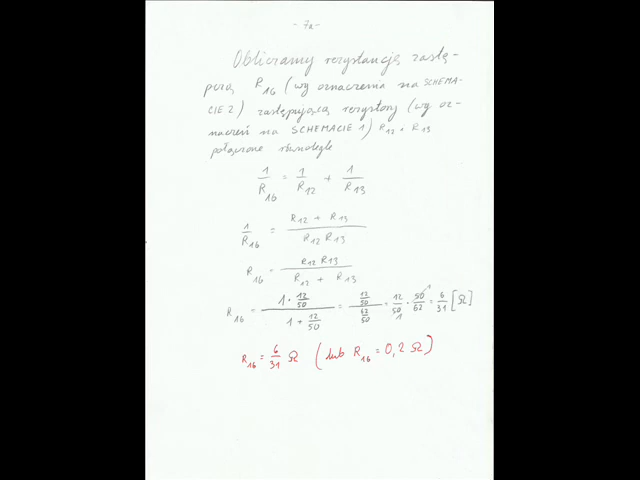 - 7a -
Obliczamy rezystancję zastę-
pczą R₁₆ (wg oznaczenia na SCHEMA-
CIE 2) zastępującą rezystory (wg oz-
naczeń na SCHEMACIE 1) R₁₂ i R₁₃
połączone równolegle
1/R₁₆ = 1/R₁₂ + 1/R₁₃
1/R₁₆ = (R₁₂ + R₁₃)/(R₁₂ R₁₃)
R₁₆ = (R₁₂ R₁₃)/(R₁₂ + R₁₃)
R₁₆ = (1 · 12/50)/(1 + 12/50) = (12/50)/(62/50) = 12/50 · 50/62 = 6/31 [Ω]
R₁₆ = 6/31 Ω (lub R₁₆ = 0,2 Ω)